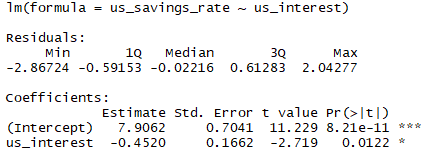 lm(formula = us_savings_rate ~ us_interest)
Residuals:
Min 1Q Median 3Q Max
-2.86724 -0.59153 -0.02216 0.61283 2.04277
Coefficients:
Estimate Std. Error t value Pr(>|t|)
(Intercept) 7.9062 0.7041 11.229 8.21e-11 ***
us_interest -0.4520 0.1662 -2.719 0.0122 *